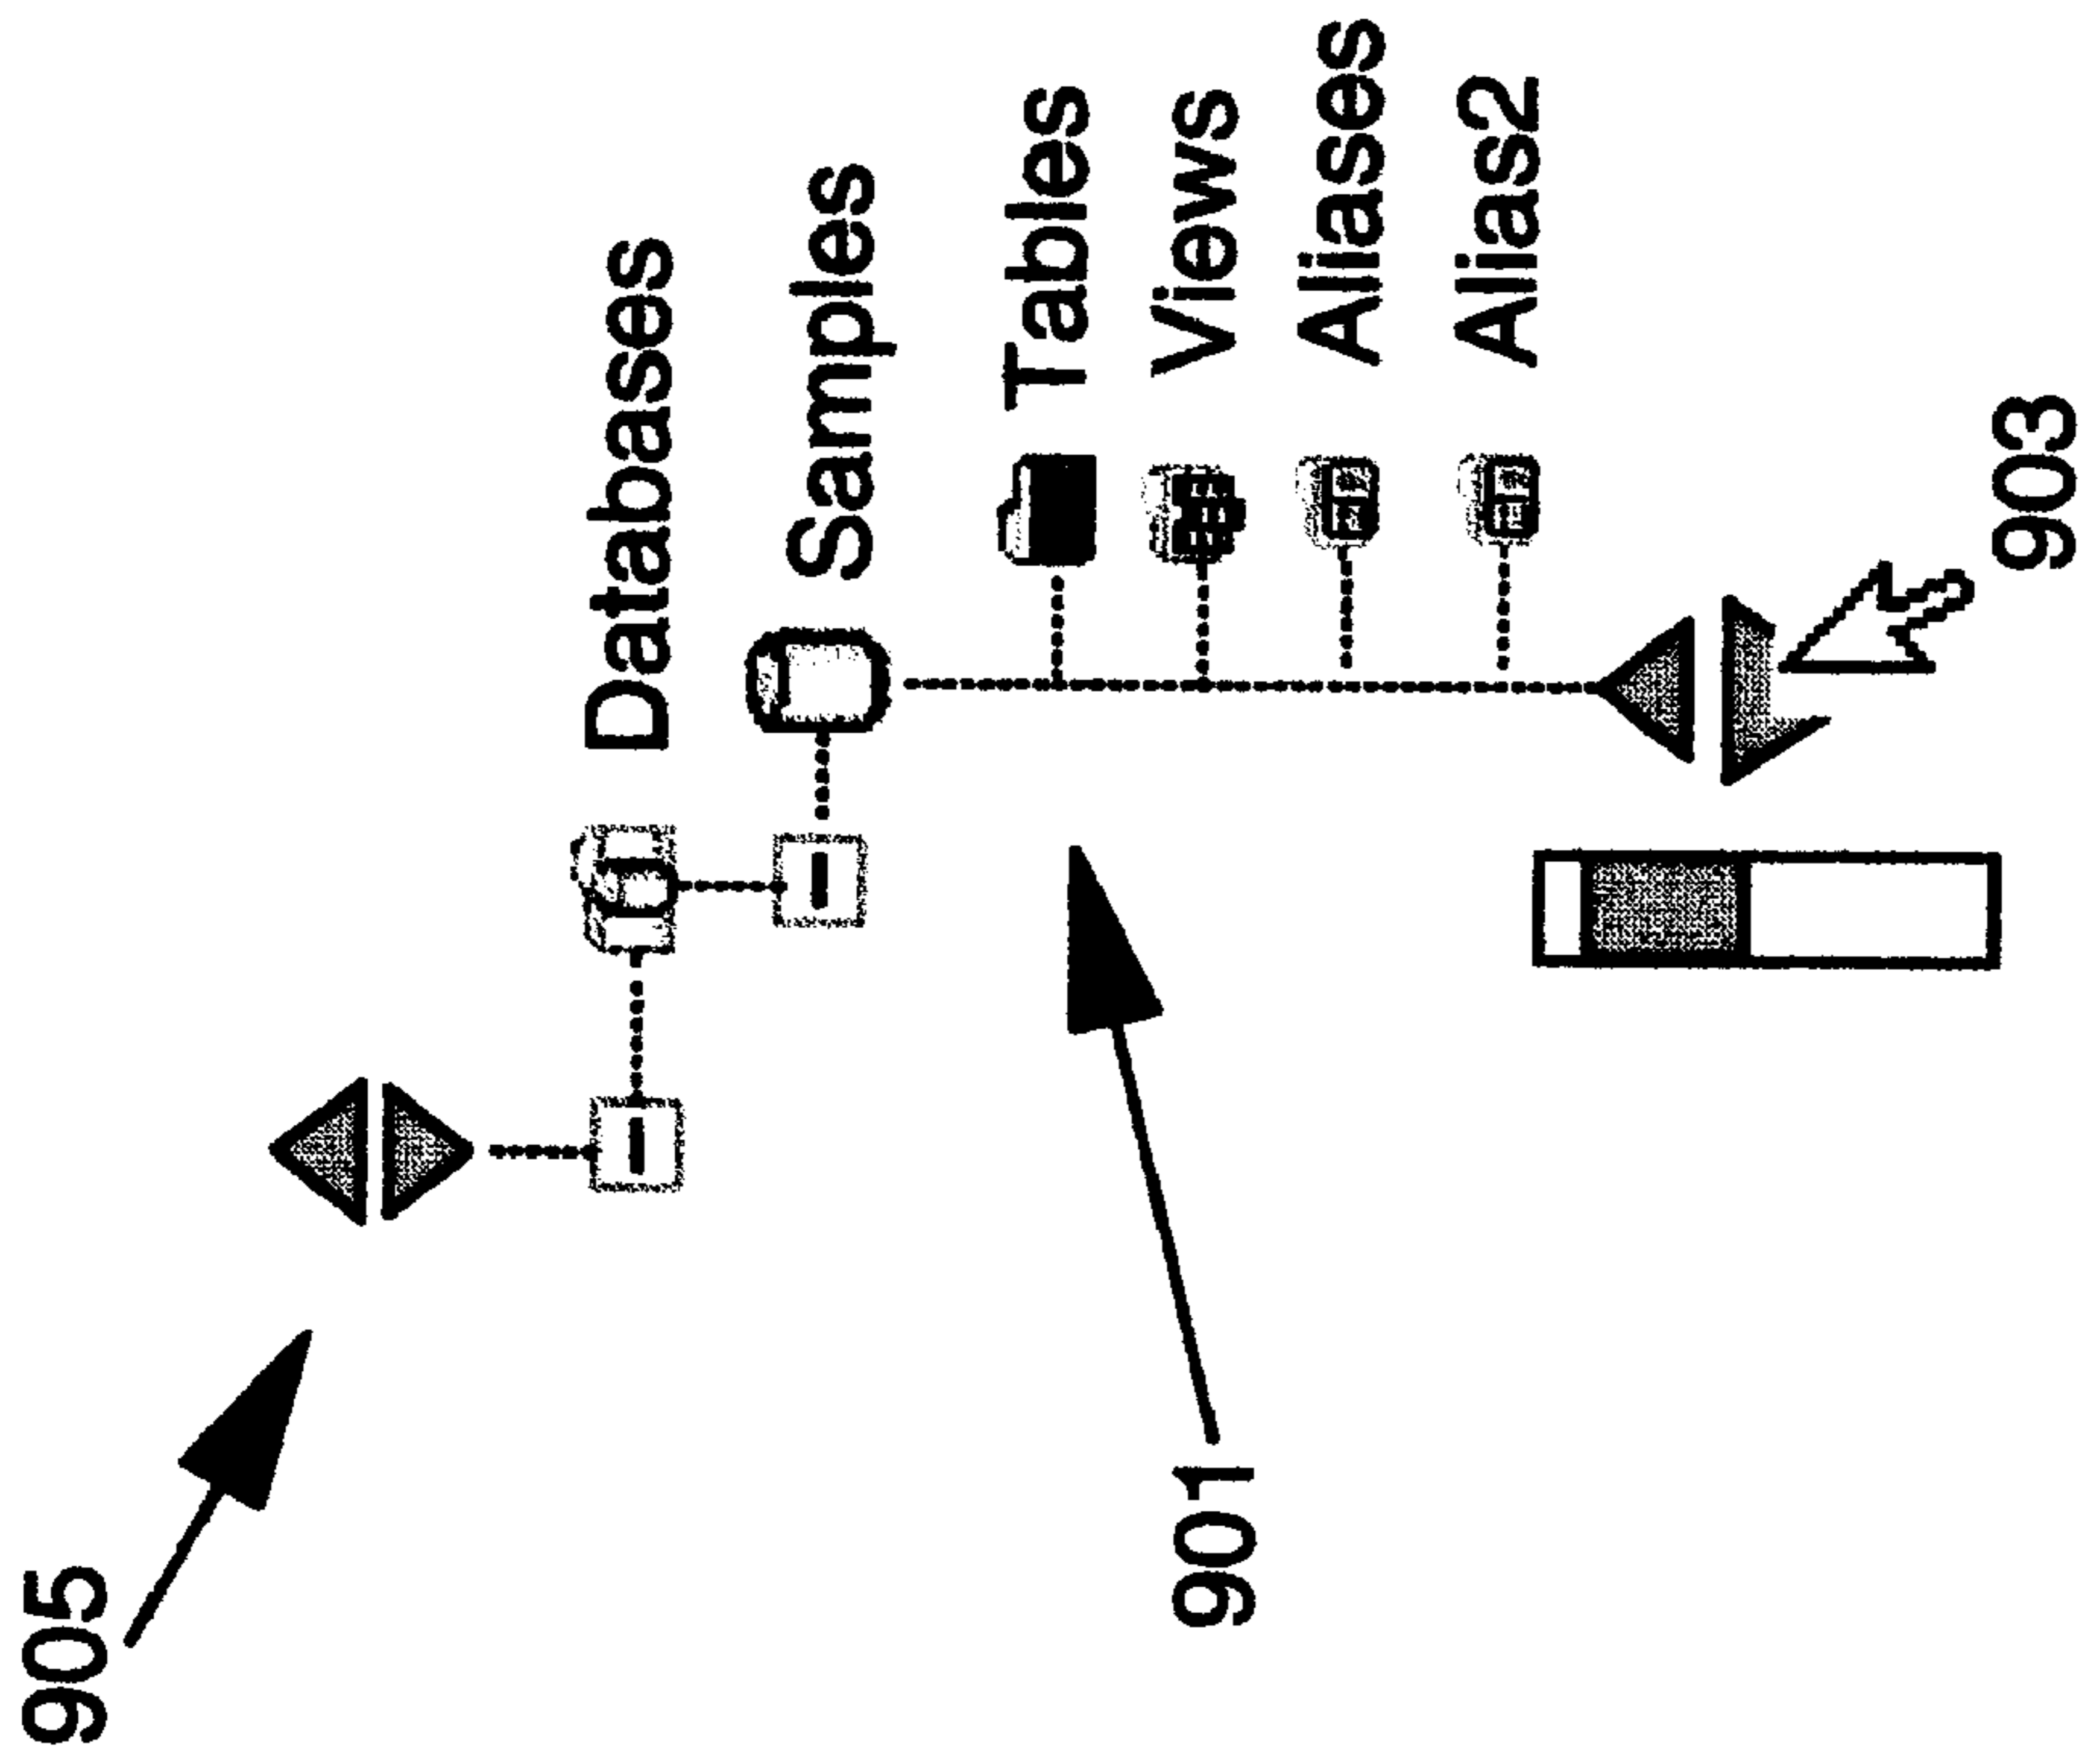 905
Databases
Samples
Tables
901
Views
Aliases
Alias2
903